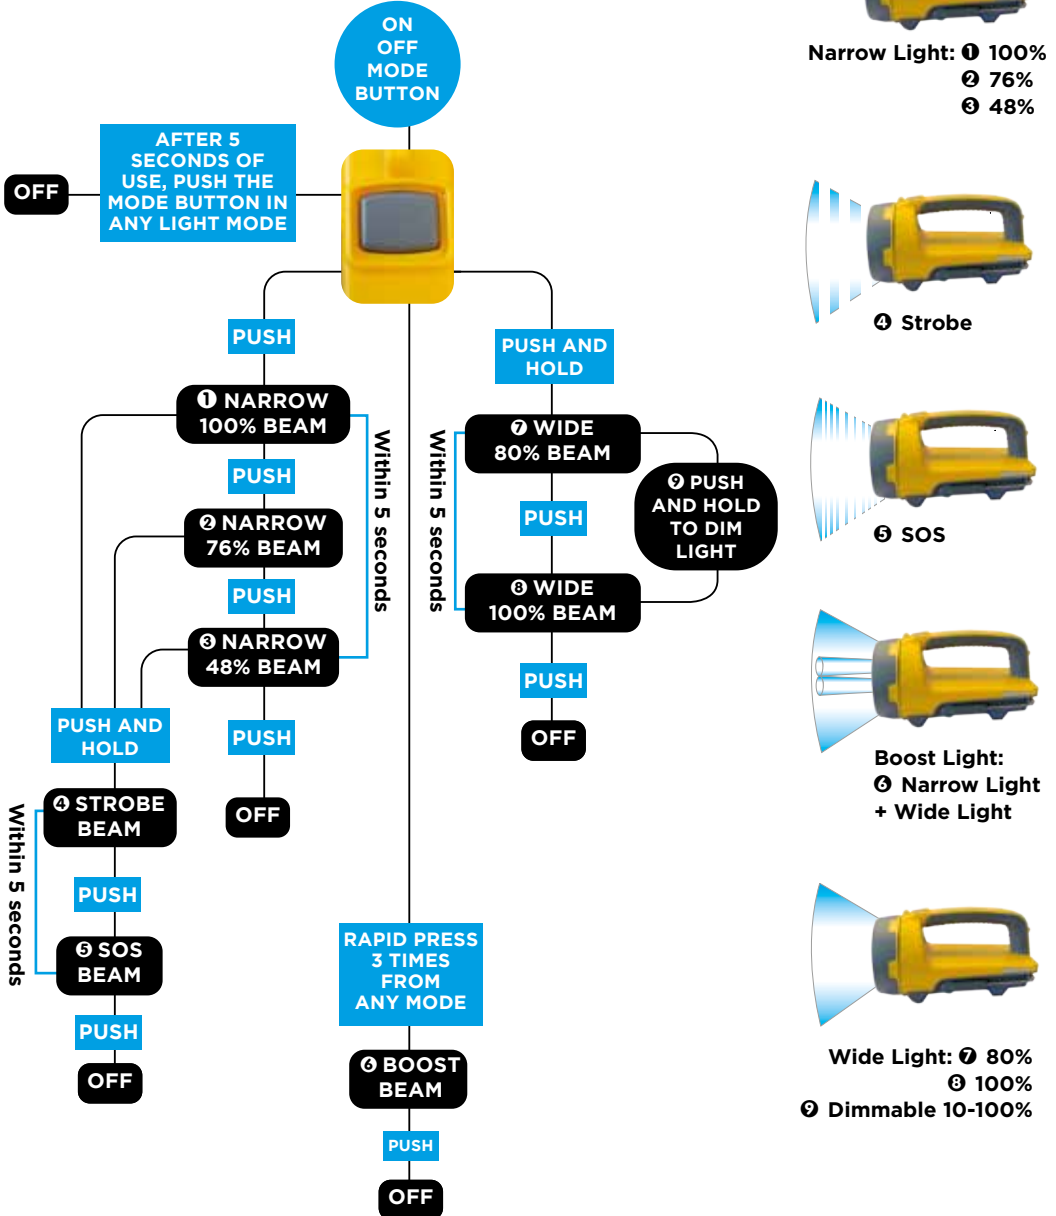 ON
OFF
MODE
BUTTON
AFTER 5
SECONDS OF
USE, PUSH THE
MODE BUTTON IN
ANY LIGHT MODE
OFF
PUSH
❶ NARROW
100% BEAM
PUSH
❷ NARROW
76% BEAM
PUSH
❸ NARROW
48% BEAM
PUSH
OFF
Within 5 seconds
PUSH AND
HOLD
❹ STROBE
BEAM
PUSH
❺ SOS
BEAM
PUSH
OFF
Within 5 seconds
RAPID PRESS
3 TIMES
FROM
ANY MODE
❻ BOOST
BEAM
PUSH
OFF
PUSH AND
HOLD
❼ WIDE
80% BEAM
PUSH
❽ WIDE
100% BEAM
PUSH
OFF
Within 5 seconds
❾ PUSH
AND HOLD
TO DIM
LIGHT
Narrow Light: ❶ 100%
❷ 76%
❸ 48%
❹ Strobe
❺ SOS
Boost Light:
❻ Narrow Light
+ Wide Light
Wide Light: ❼ 80%
❽ 100%
❾ Dimmable 10-100%